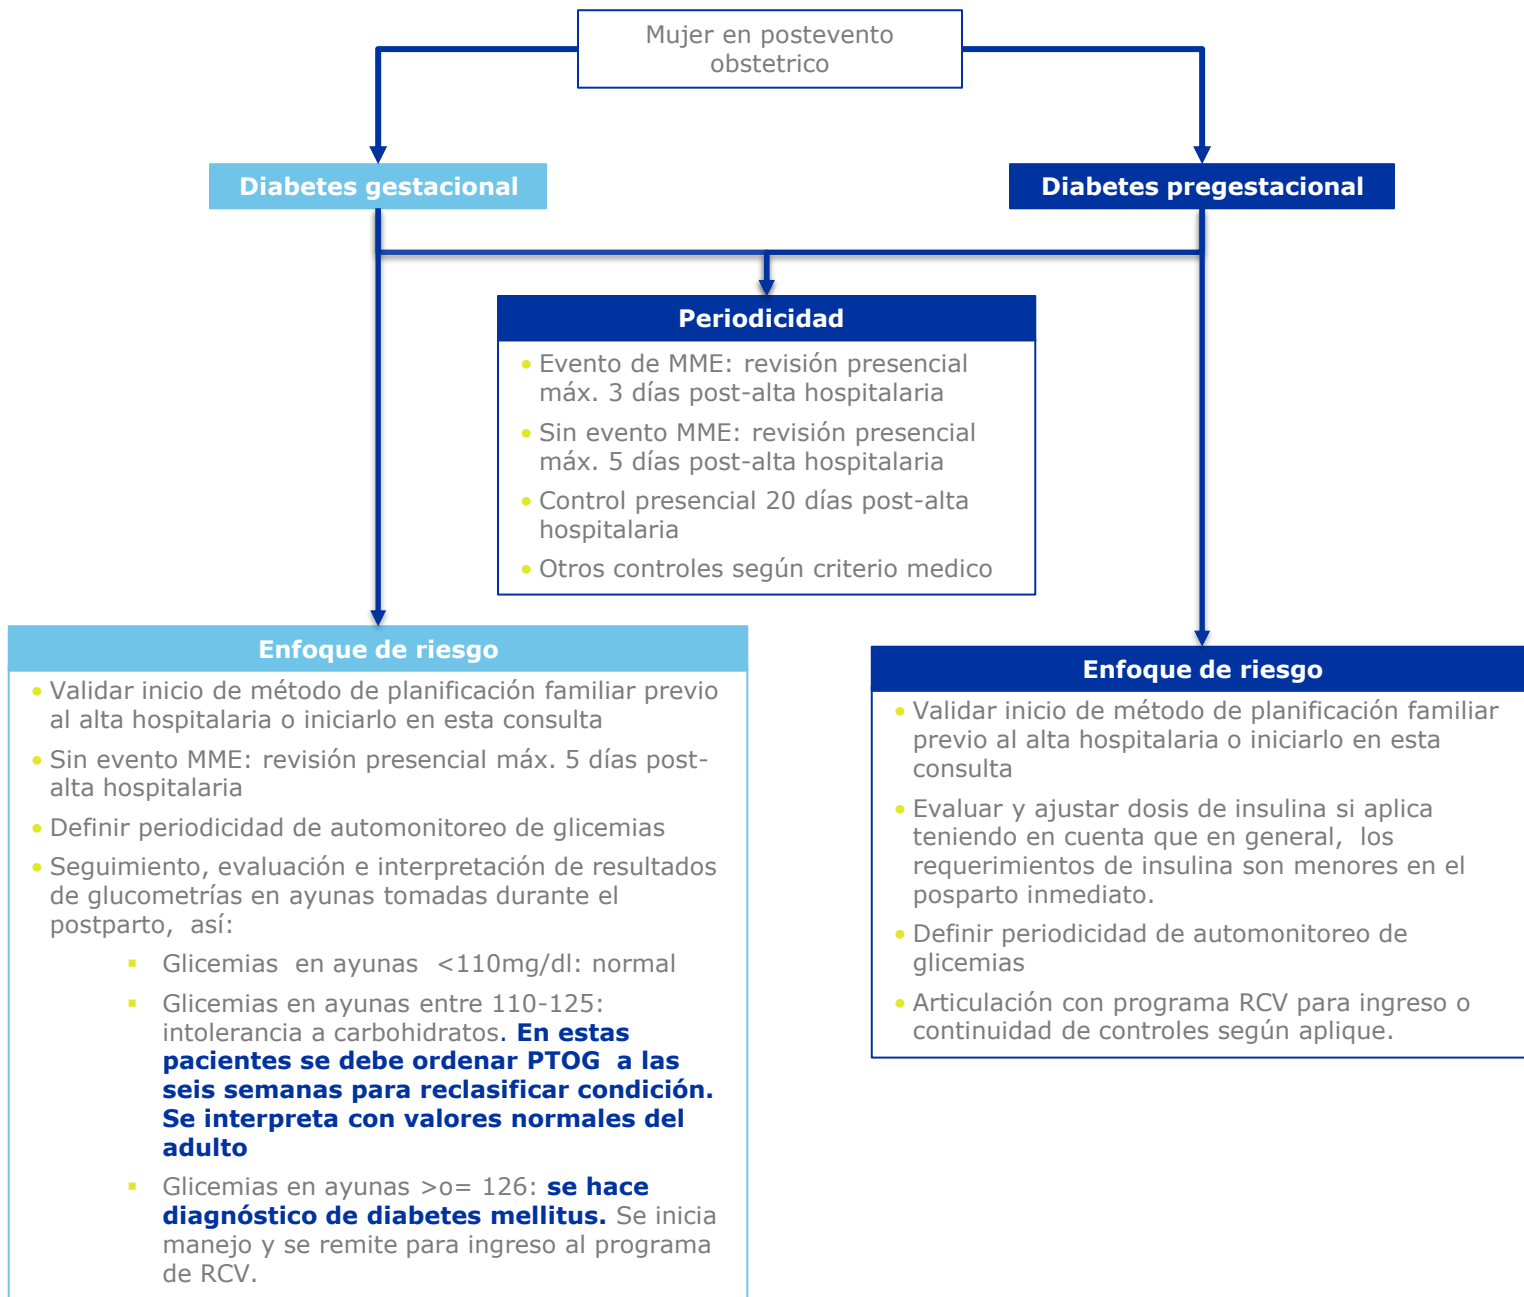 Mujer en postevento
obstetrico
Diabetes gestacional
Diabetes pregestacional
Periodicidad
• Evento de MME: revisión presencial
máx. 3 días post-alta hospitalaria
• Sin evento MME: revisión presencial
máx. 5 días post-alta hospitalaria
• Control presencial 20 días post-alta
hospitalaria
• Otros controles según criterio medico
Enfoque de riesgo
• Validar inicio de método de planificación familiar previo
al alta hospitalaria o iniciarlo en esta consulta
• Sin evento MME: revisión presencial máx. 5 días post-
alta hospitalaria
• Definir periodicidad de automonitoreo de glicemias
• Seguimiento, evaluación e interpretación de resultados
de glucometrías en ayunas tomadas durante el
postparto, así:
▪ Glicemias en ayunas <110mg/dl: normal
▪ Glicemias en ayunas entre 110-125:
intolerancia a carbohidratos. En estas
pacientes se debe ordenar PTOG a las
seis semanas para reclasificar condición.
Se interpreta con valores normales del
adulto
▪ Glicemias en ayunas >o= 126: se hace
diagnóstico de diabetes mellitus. Se inicia
manejo y se remite para ingreso al programa
de RCV.
Enfoque de riesgo
• Validar inicio de método de planificación familiar
previo al alta hospitalaria o iniciarlo en esta
consulta
• Evaluar y ajustar dosis de insulina si aplica
teniendo en cuenta que en general, los
requerimientos de insulina son menores en el
posparto inmediato.
• Definir periodicidad de automonitoreo de
glicemias
• Articulación con programa RCV para ingreso o
continuidad de controles según aplique.